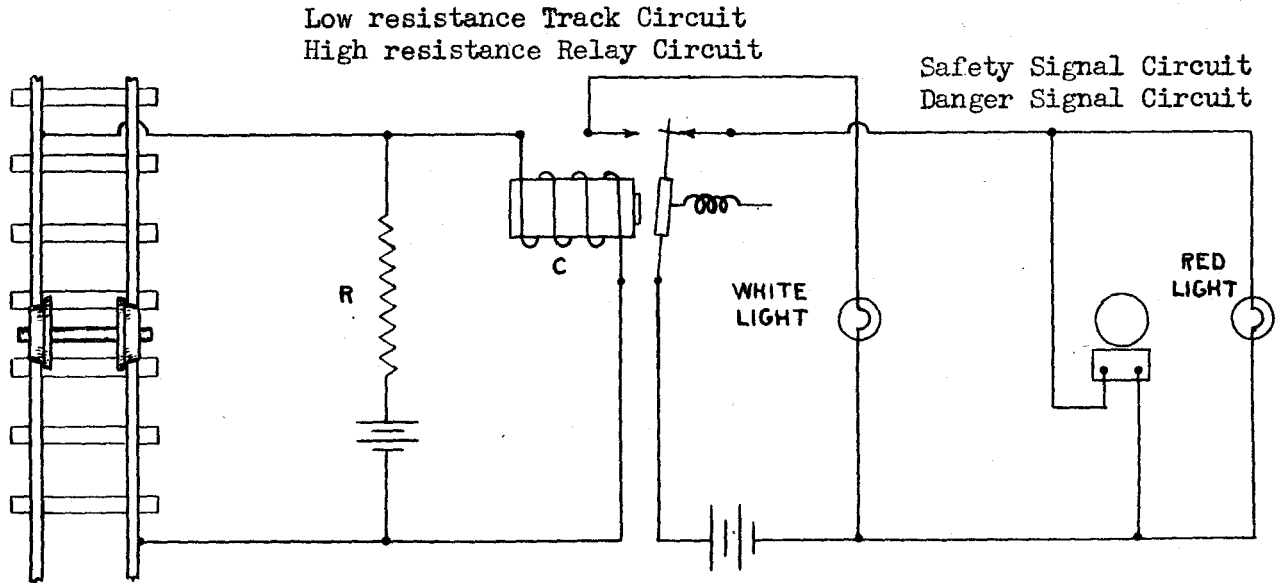 Low resistance Track Circuit
High resistance Relay Circuit
Safety Signal Circuit
Danger Signal Circuit
R
C
WHITE
LIGHT
RED
LIGHT